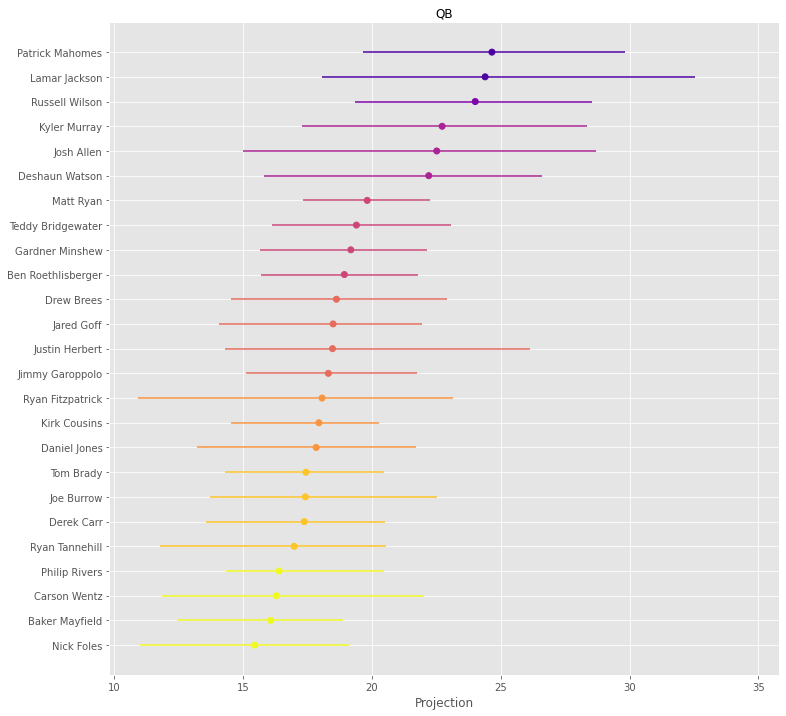 QB
Patrick Mahomes
Lamar Jackson
Russell Wilson
Kyler Murray
Josh Allen
Deshaun Watson
Matt Ryan
Teddy Bridgewater
Gardner Minshew
Ben Roethlisberger
Drew Brees
Jared Goff
Justin Herbert
Jimmy Garoppolo
Ryan Fitzpatrick
Kirk Cousins
Daniel Jones
Tom Brady
Joe Burrow
Derek Carr
Ryan Tannehill
Philip Rivers
Carson Wentz
Baker Mayfield
Nick Foles
10 15 20 25 30 35
Projection